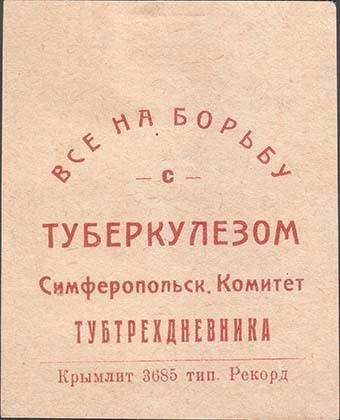 ВСЕ НА БОРЬБУ
— С —
ТУБЕРКУЛЕЗОМ
Симферопольск. Комитет
ТУБТРЕХДНЕВНИКА
Крымлит 3685 тип. Рекорд